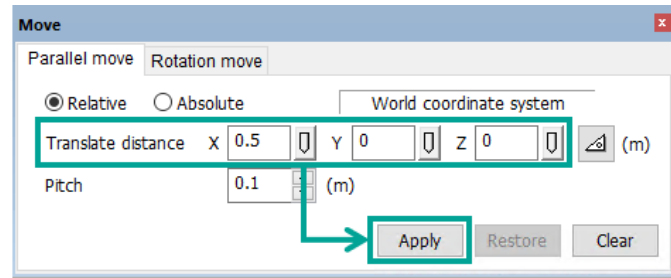 Move
Parallel move Rotation move
Relative Absolute World coordinate system
Translate distance X 0.5 Y 0 Z 0 (m)
Pitch 0.1 (m)
Apply Restore Clear